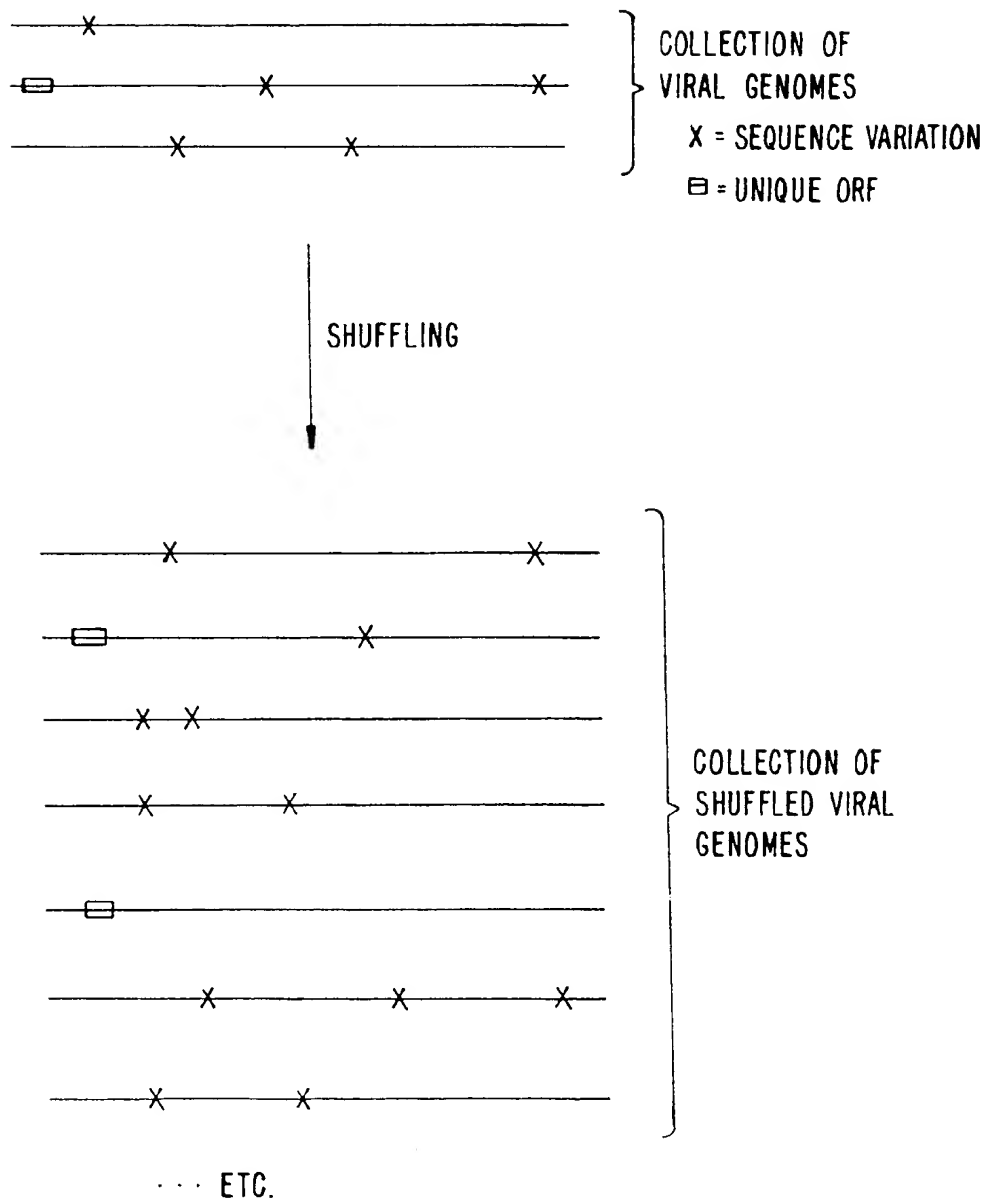 COLLECTION OF
VIRAL GENOMES
X = SEQUENCE VARIATION
= UNIQUE ORF
SHUFFLING
COLLECTION OF
SHUFFLED VIRAL
GENOMES
... ETC.